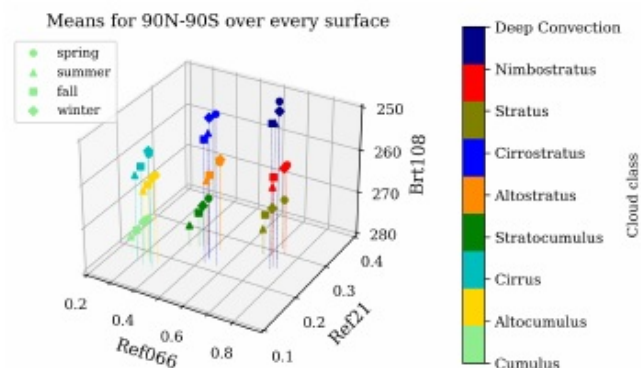 Means for 90N-90S over every surface
spring
summer
fall
winter
250
260
270
280
Brt108
0.4
0.3
0.2
0.1
Ref21
0.2
0.4
0.6
0.8
Ref066
Deep Convection
Nimbostratus
Stratus
Cirrostratus
Altostratus
Stratocumulus
Cirrus
Altocumulus
Cumulus
Cloud class